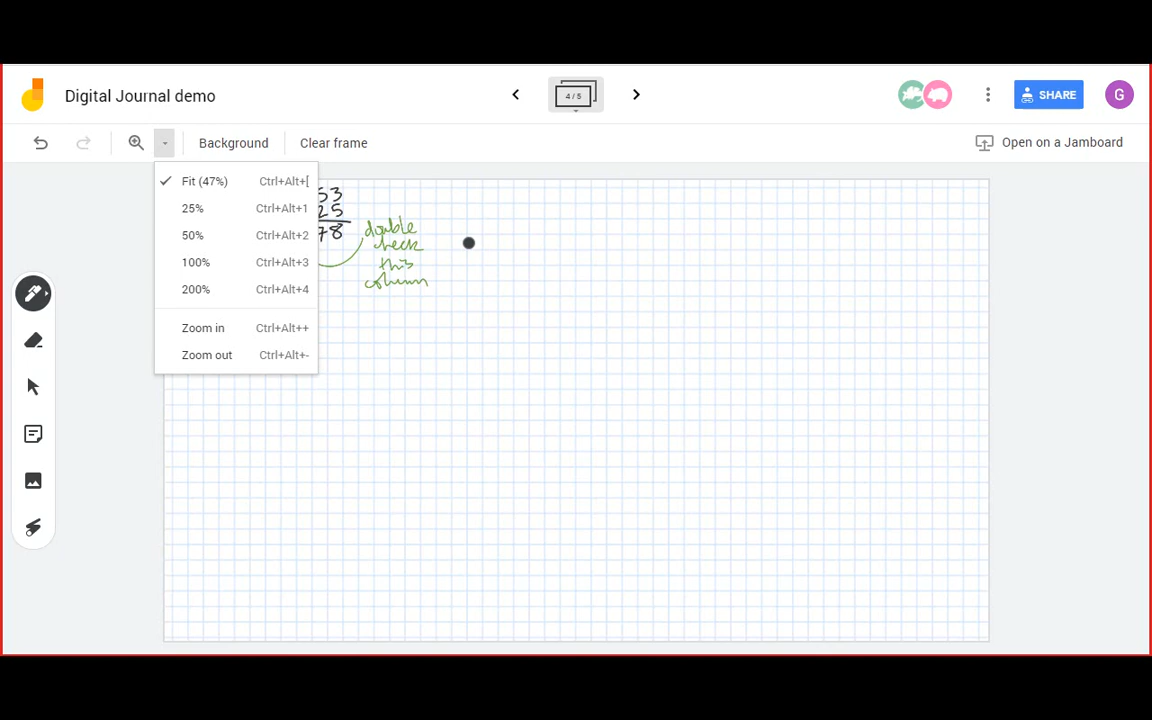 Digital Journal demo
4 / 5
SHARE
G
Background
Clear frame
Open on a Jamboard
Fit (47%) Ctrl+Alt+[
25% Ctrl+Alt+1
50% Ctrl+Alt+2
100% Ctrl+Alt+3
200% Ctrl+Alt+4
Zoom in Ctrl+Alt++
Zoom out Ctrl+Alt+-
53
25
78
double
check
this
column